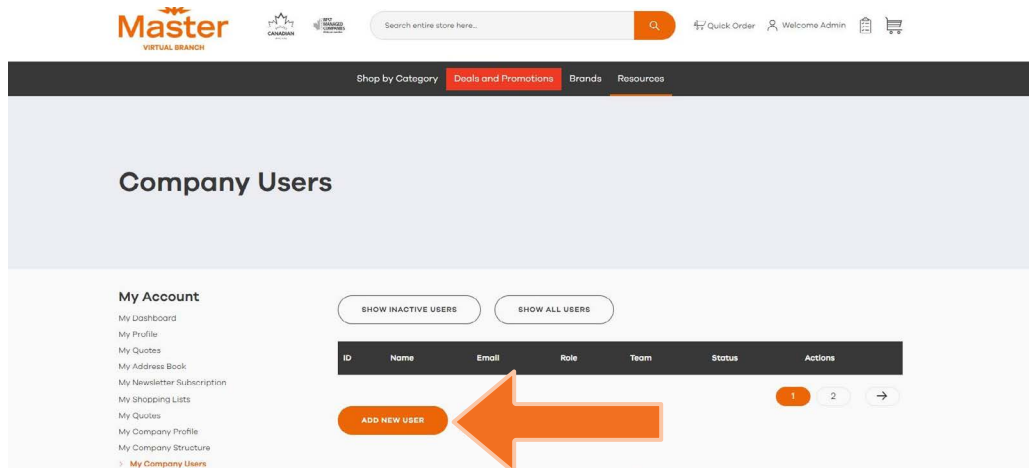 Master
VIRTUAL BRANCH
CANADIAN
BEST
MANAGED
COMPANIES
Search entire store here...
Quick Order
Welcome Admin
Shop by Category
Deals and Promotions
Brands
Resources
Company Users
My Account
My Dashboard
My Profile
My Quotes
My Address Book
My Newsletter Subscription
My Shopping Lists
My Quotes
My Company Profile
My Company Structure
My Company Users
SHOW INACTIVE USERS
SHOW ALL USERS
ID Name Email Role Team Status Actions
1 2
ADD NEW USER